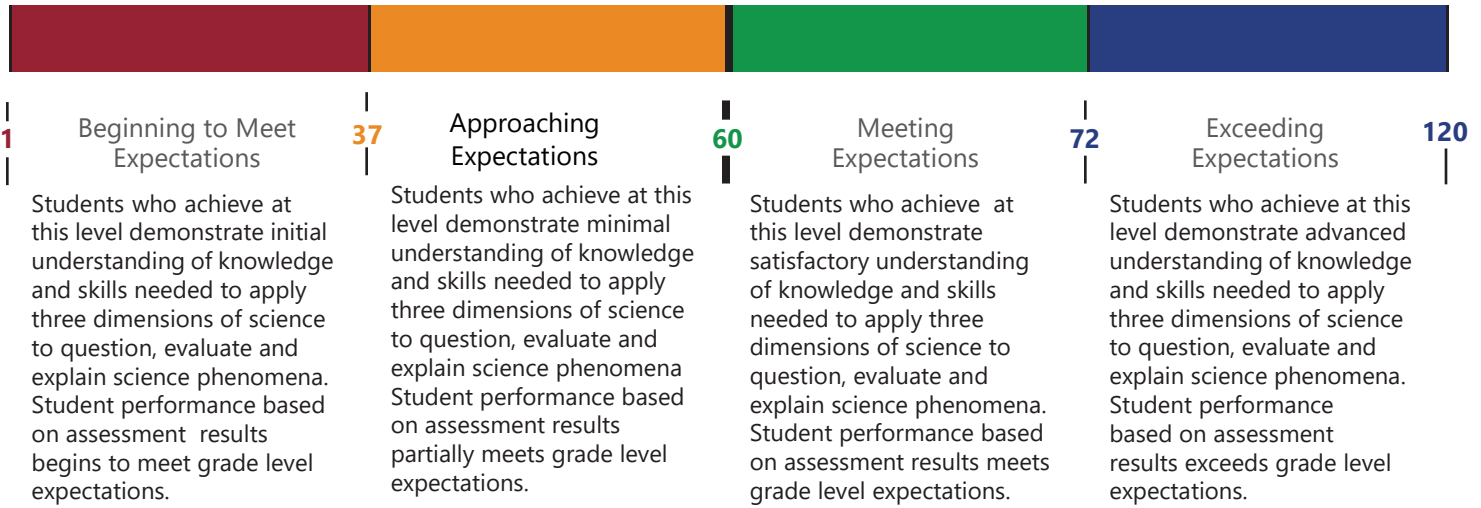 1
Beginning to Meet
Expectations
37
Approaching
Expectations
60
Meeting
Expectations
72
Exceeding
Expectations
120
Students who achieve at
this level demonstrate initial
understanding of knowledge
and skills needed to apply
three dimensions of science
to question, evaluate and
explain science phenomena.
Student performance based
on assessment results
begins to meet grade level
expectations.
Students who achieve at this
level demonstrate minimal
understanding of knowledge
and skills needed to apply
three dimensions of science
to question, evaluate and
explain science phenomena
Student performance based
on assessment results
partially meets grade level
expectations.
Students who achieve at
this level demonstrate
satisfactory understanding
of knowledge and skills
needed to apply three
dimensions of science to
question, evaluate and
explain science phenomena.
Student performance based
on assessment results meets
grade level expectations.
Students who achieve at this
level demonstrate advanced
understanding of knowledge
and skills needed to apply
three dimensions of science
to question, evaluate and
explain science phenomena.
Student performance
based on assessment
results exceeds grade level
expectations.